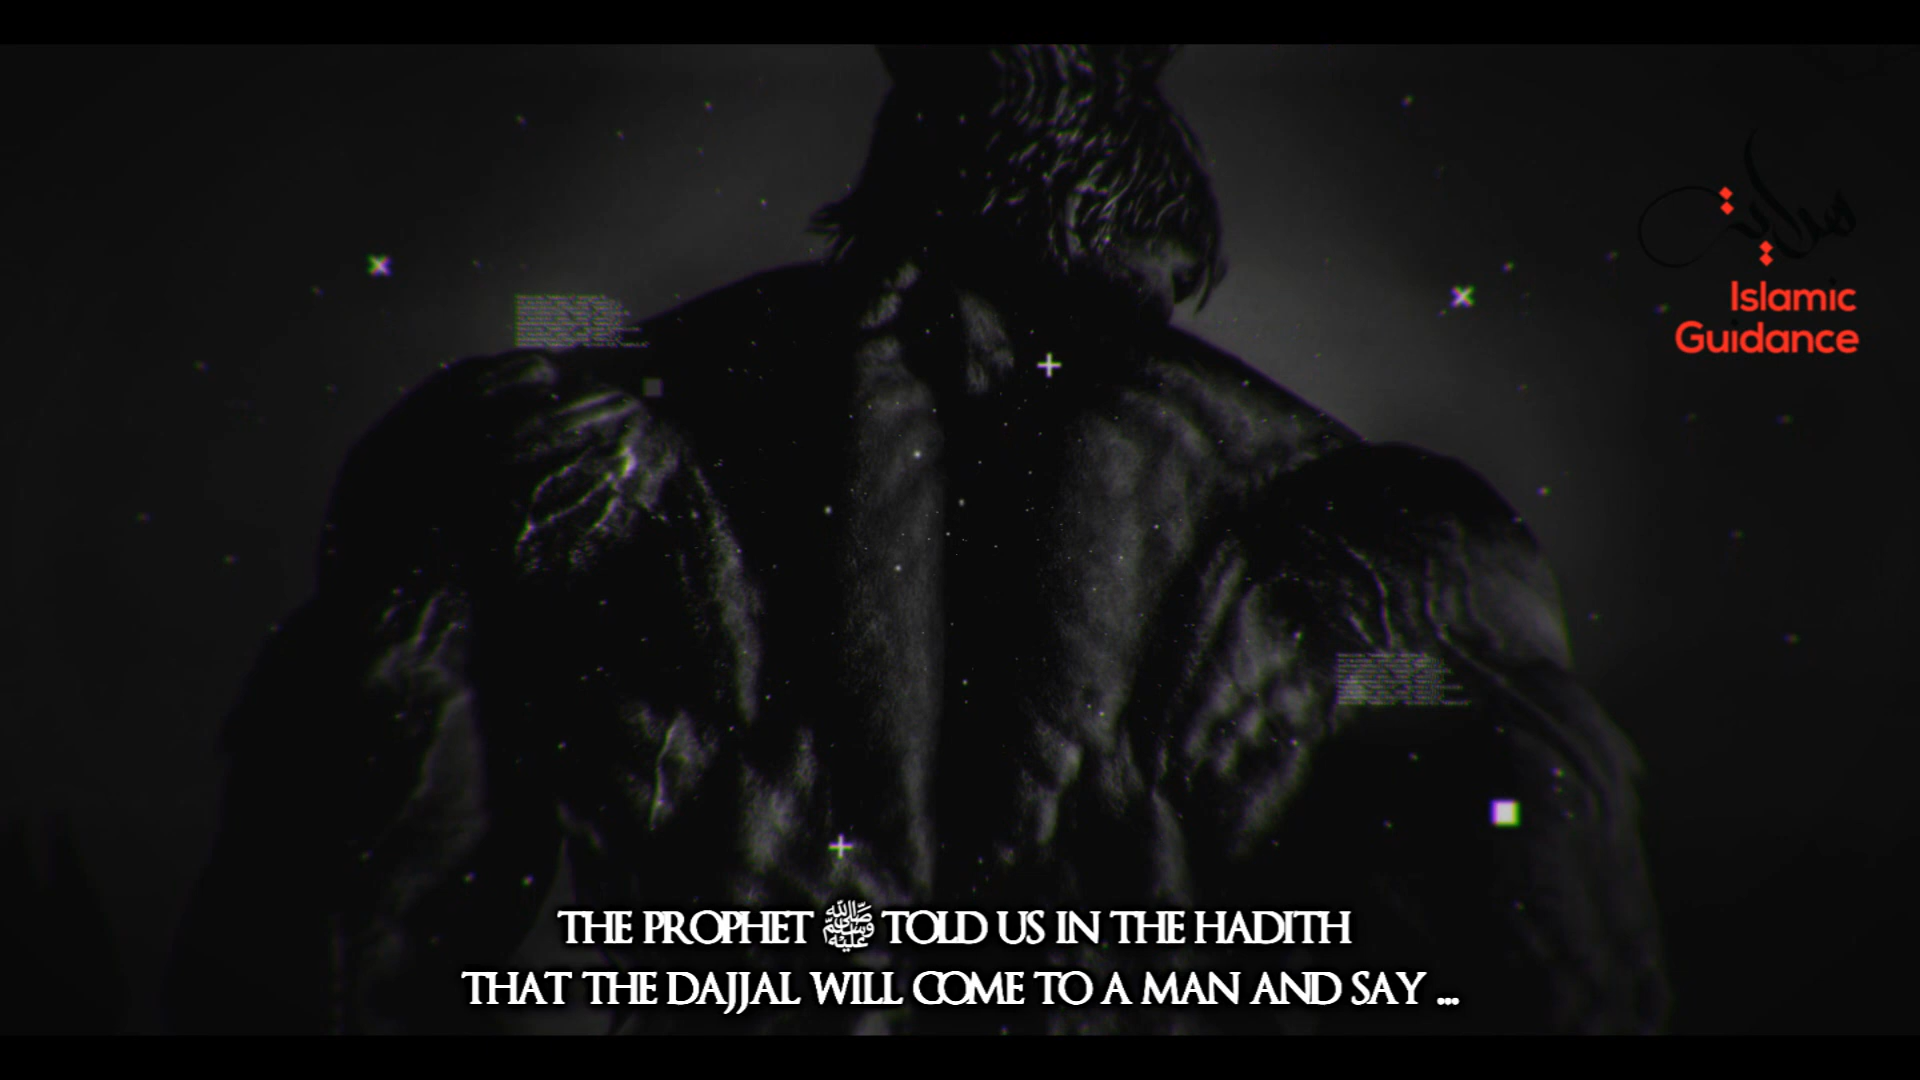 هداية
Islamic
Guidance
THE PROPHET ﷺ TOLD US IN THE HADITH
THAT THE DAJJAL WILL COME TO A MAN AND SAY ...